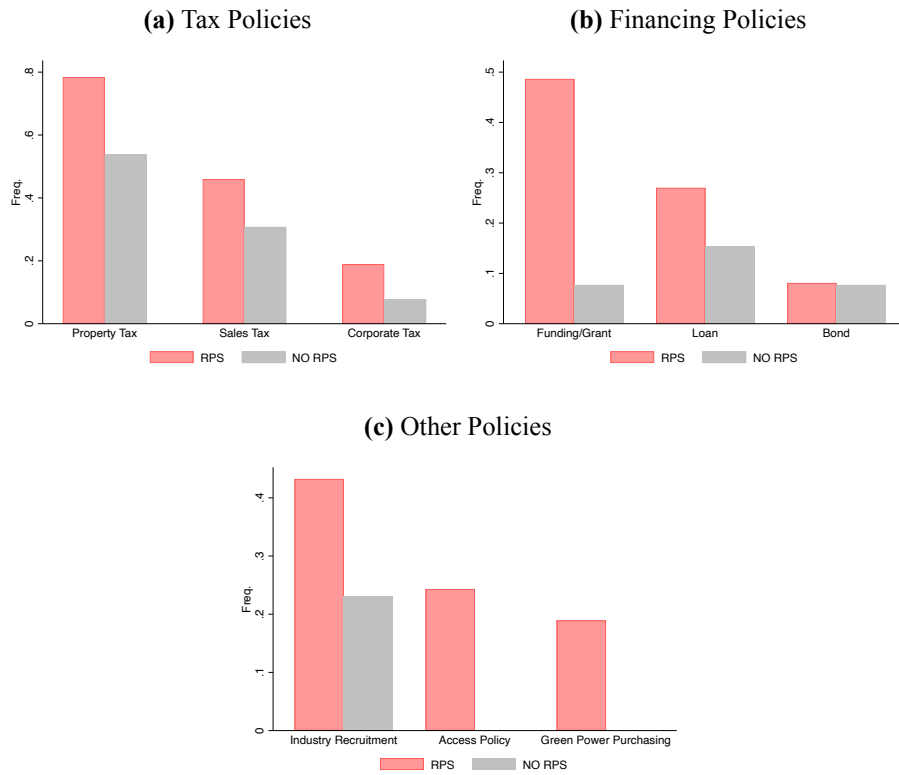 (a) Tax Policies
(b) Financing Policies
Freq.
0 .2 .4 .6 .8
Property Tax Sales Tax Corporate Tax
RPS NO RPS
Freq.
0 .1 .2 .3 .4 .5
Funding/Grant Loan Bond
RPS NO RPS
(c) Other Policies
Freq.
0 .1 .2 .3 .4
Industry Recruitment Access Policy Green Power Purchasing
RPS NO RPS